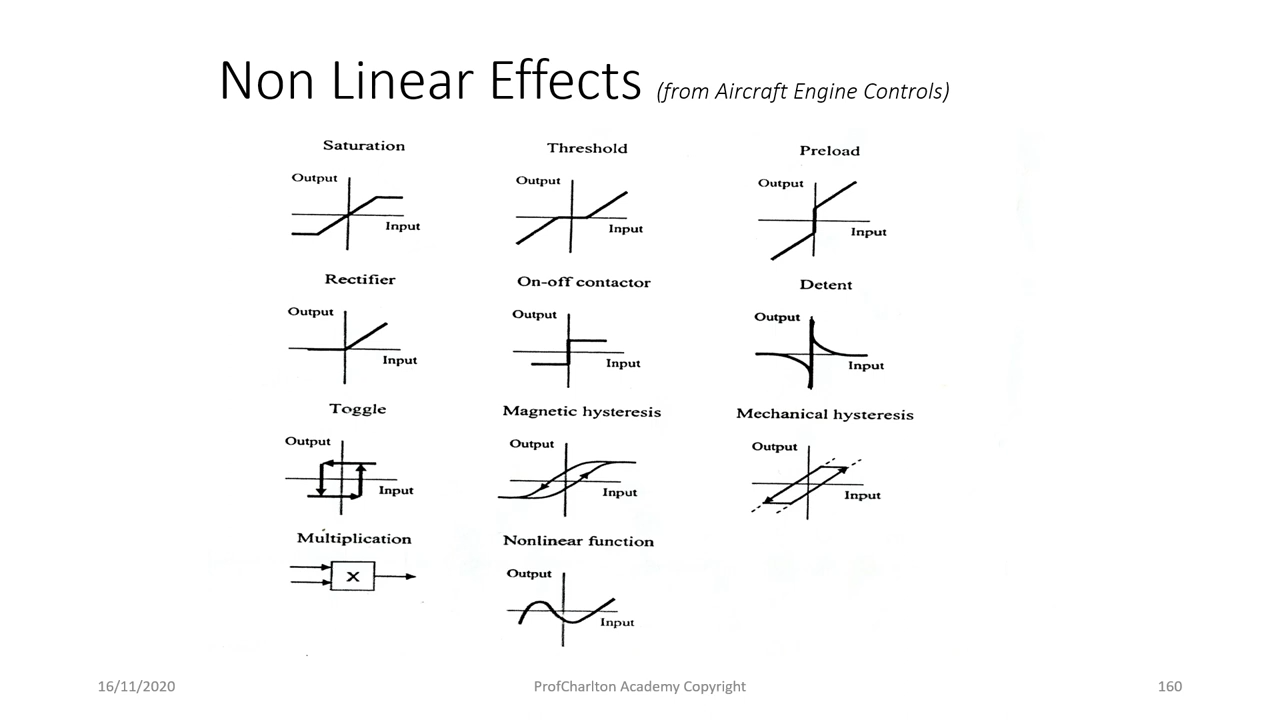 Non Linear Effects (from Aircraft Engine Controls)
Saturation
Output
Input
Threshold
Output
Input
Preload
Output
Input
Rectifier
Output
Input
On-off contactor
Output
Input
Detent
Output
Input
Toggle
Output
Input
Magnetic hysteresis
Output
Input
Mechanical hysteresis
Output
Input
Multiplication
X
Nonlinear function
Output
Input
16/11/2020
ProfCharlton Academy Copyright
160